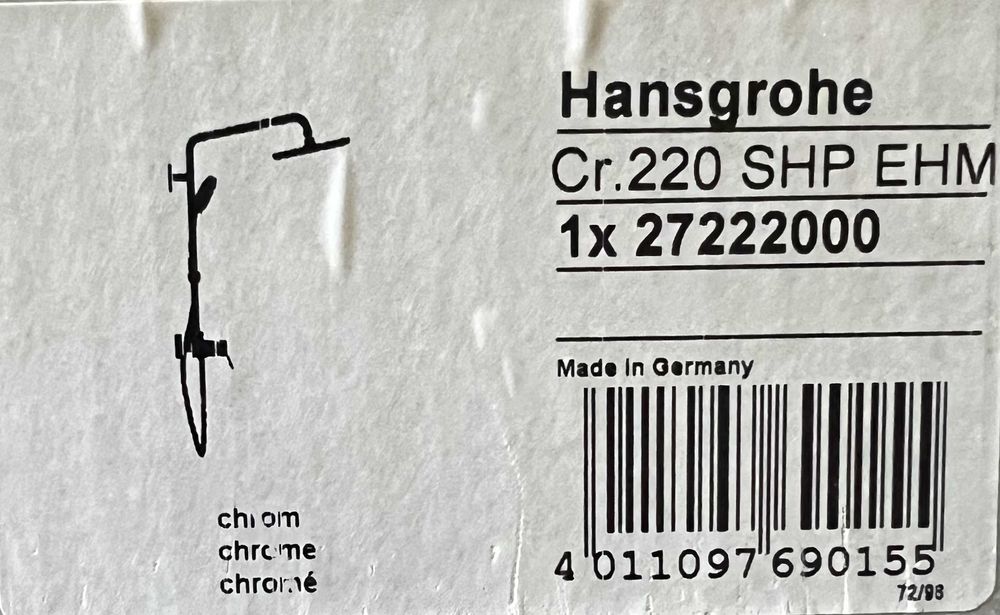 Hansgrohe
Cr.220 SHP EHM
1x 27222000
Made in Germany
4 011097 690155
72/98
chrom
chrome
chromé